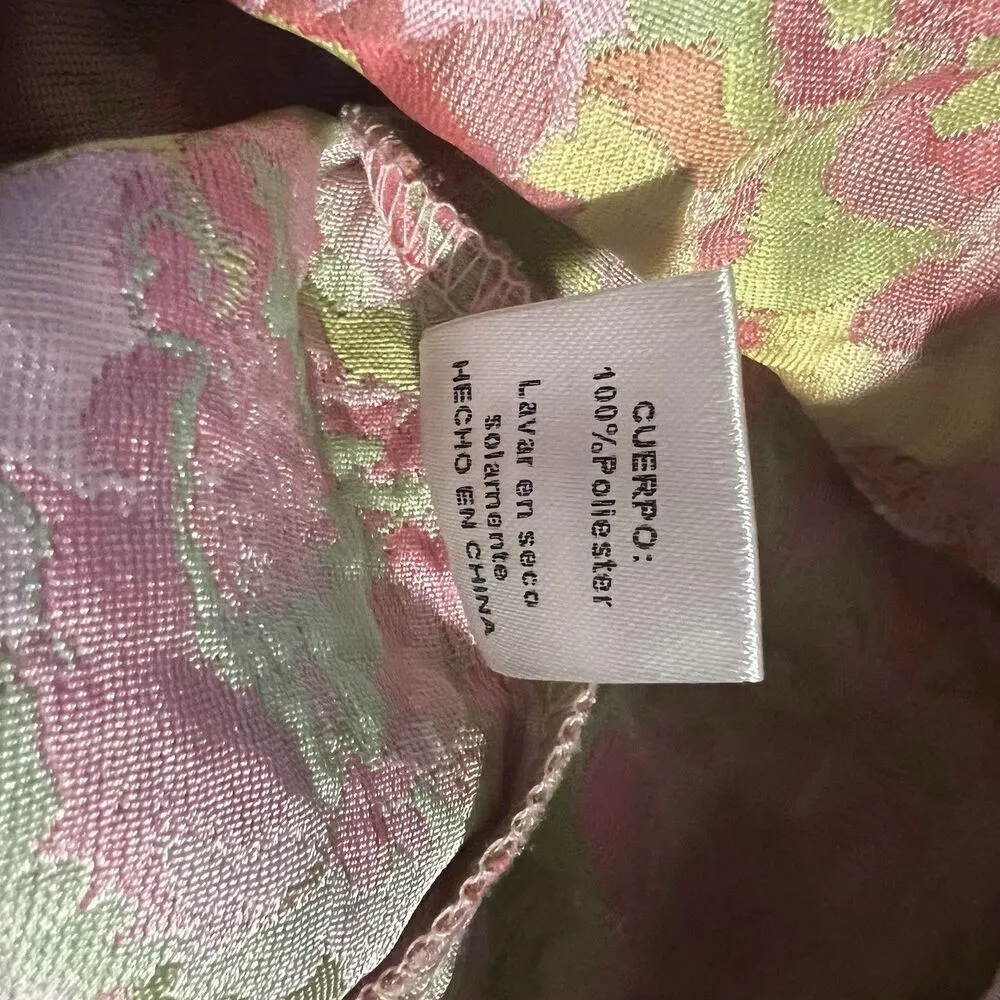 CUERPO:
100%Poliester
Lavar en seco
solamente
HECHO EN CHINA